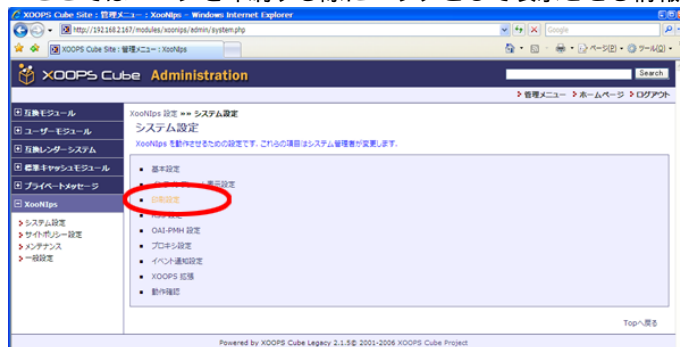 XOOPS Cube Site : 管理メニュー : XooNIps - Windows Internet Explorer
http://192.168.2.167/modules/xoonips/admin/system.php
Google
XOOPS Cube Site : 管理メニュー : XooNIps
ページ(P)
ツール(O)
XOOPS Cube Administration
Search
管理メニュー ホームページ ログアウト
互換モジュール
ユーザーモジュール
互換レンダーシステム
標準キャッシュモジュール
プライベートメッセージ
XooNIps
システム設定
サイトポリシー設定
メンテナンス
一般設定
XooNIps 設定 »» システム設定
システム設定
XooNIps を動作させるための設定です. これらの項目はシステム管理者が変更します.
基本設定
表示設定
印刷設定
設定
OAI-PMH 設定
プロキシ設定
イベント通知設定
XOOPS 拡張
動作確認
Topへ戻る
Powered by XOOPS Cube Legacy 2.1.5© 2001-2006 XOOPS Cube Project